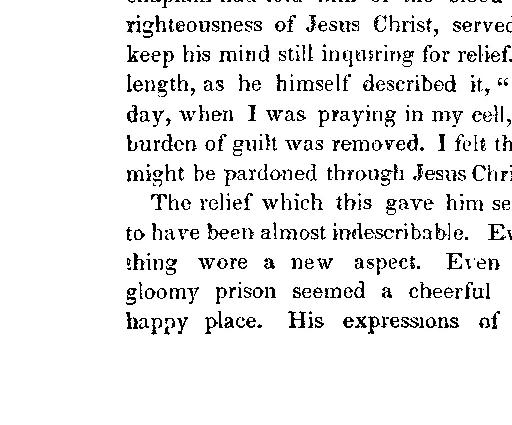 righteousness of Jesus Christ, served
keep his mind still inquiring for relief.
length, as he himself described it, "
day, when I was praying in my cell,
burden of guilt was removed. I felt th
might be pardoned through Jesus Chri
The relief which this gave him se
to have been almost indescribable. Ev
thing wore a new aspect. Even
gloomy prison seemed a cheerful
happy place. His expressions of